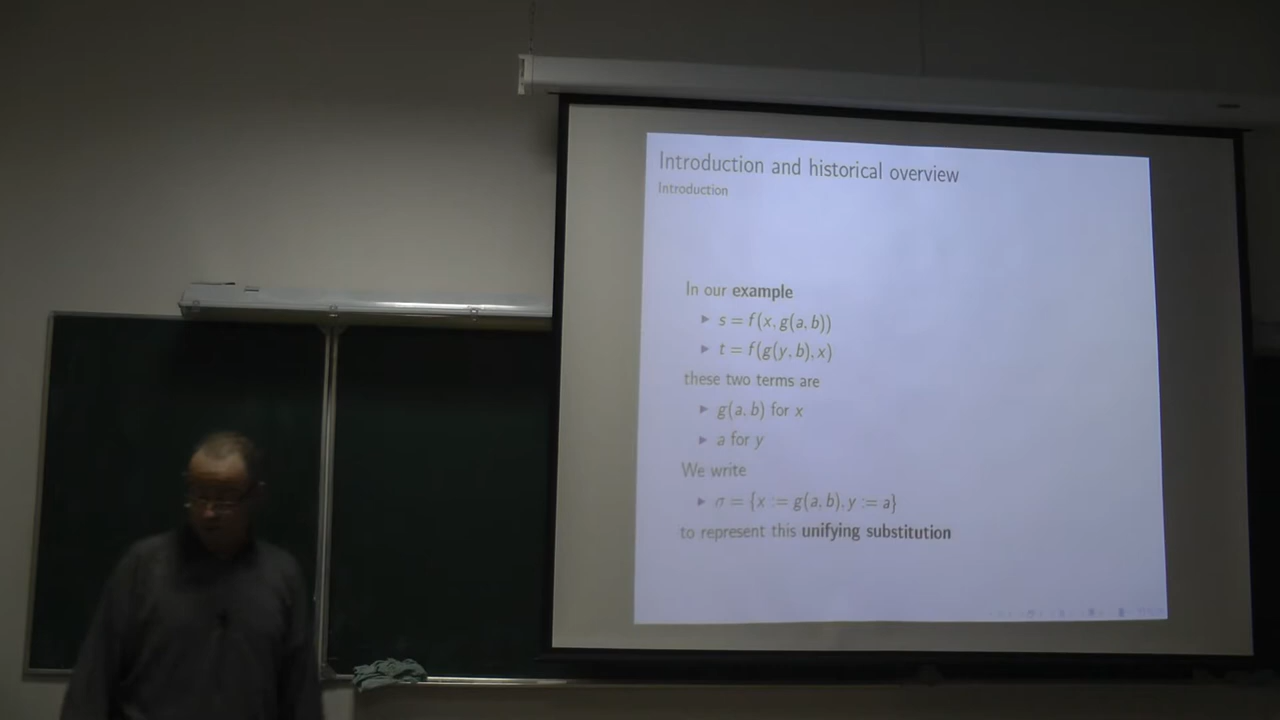 Introduction and historical overview
Introduction
In our example
▶ s = f(x, g(a, b))
▶ t = f(g(y, b), x)
these two terms are
▶ g(a, b) for x
▶ a for y
We write
▶ σ = {x := g(a, b), y := a}
to represent this unifying substitution